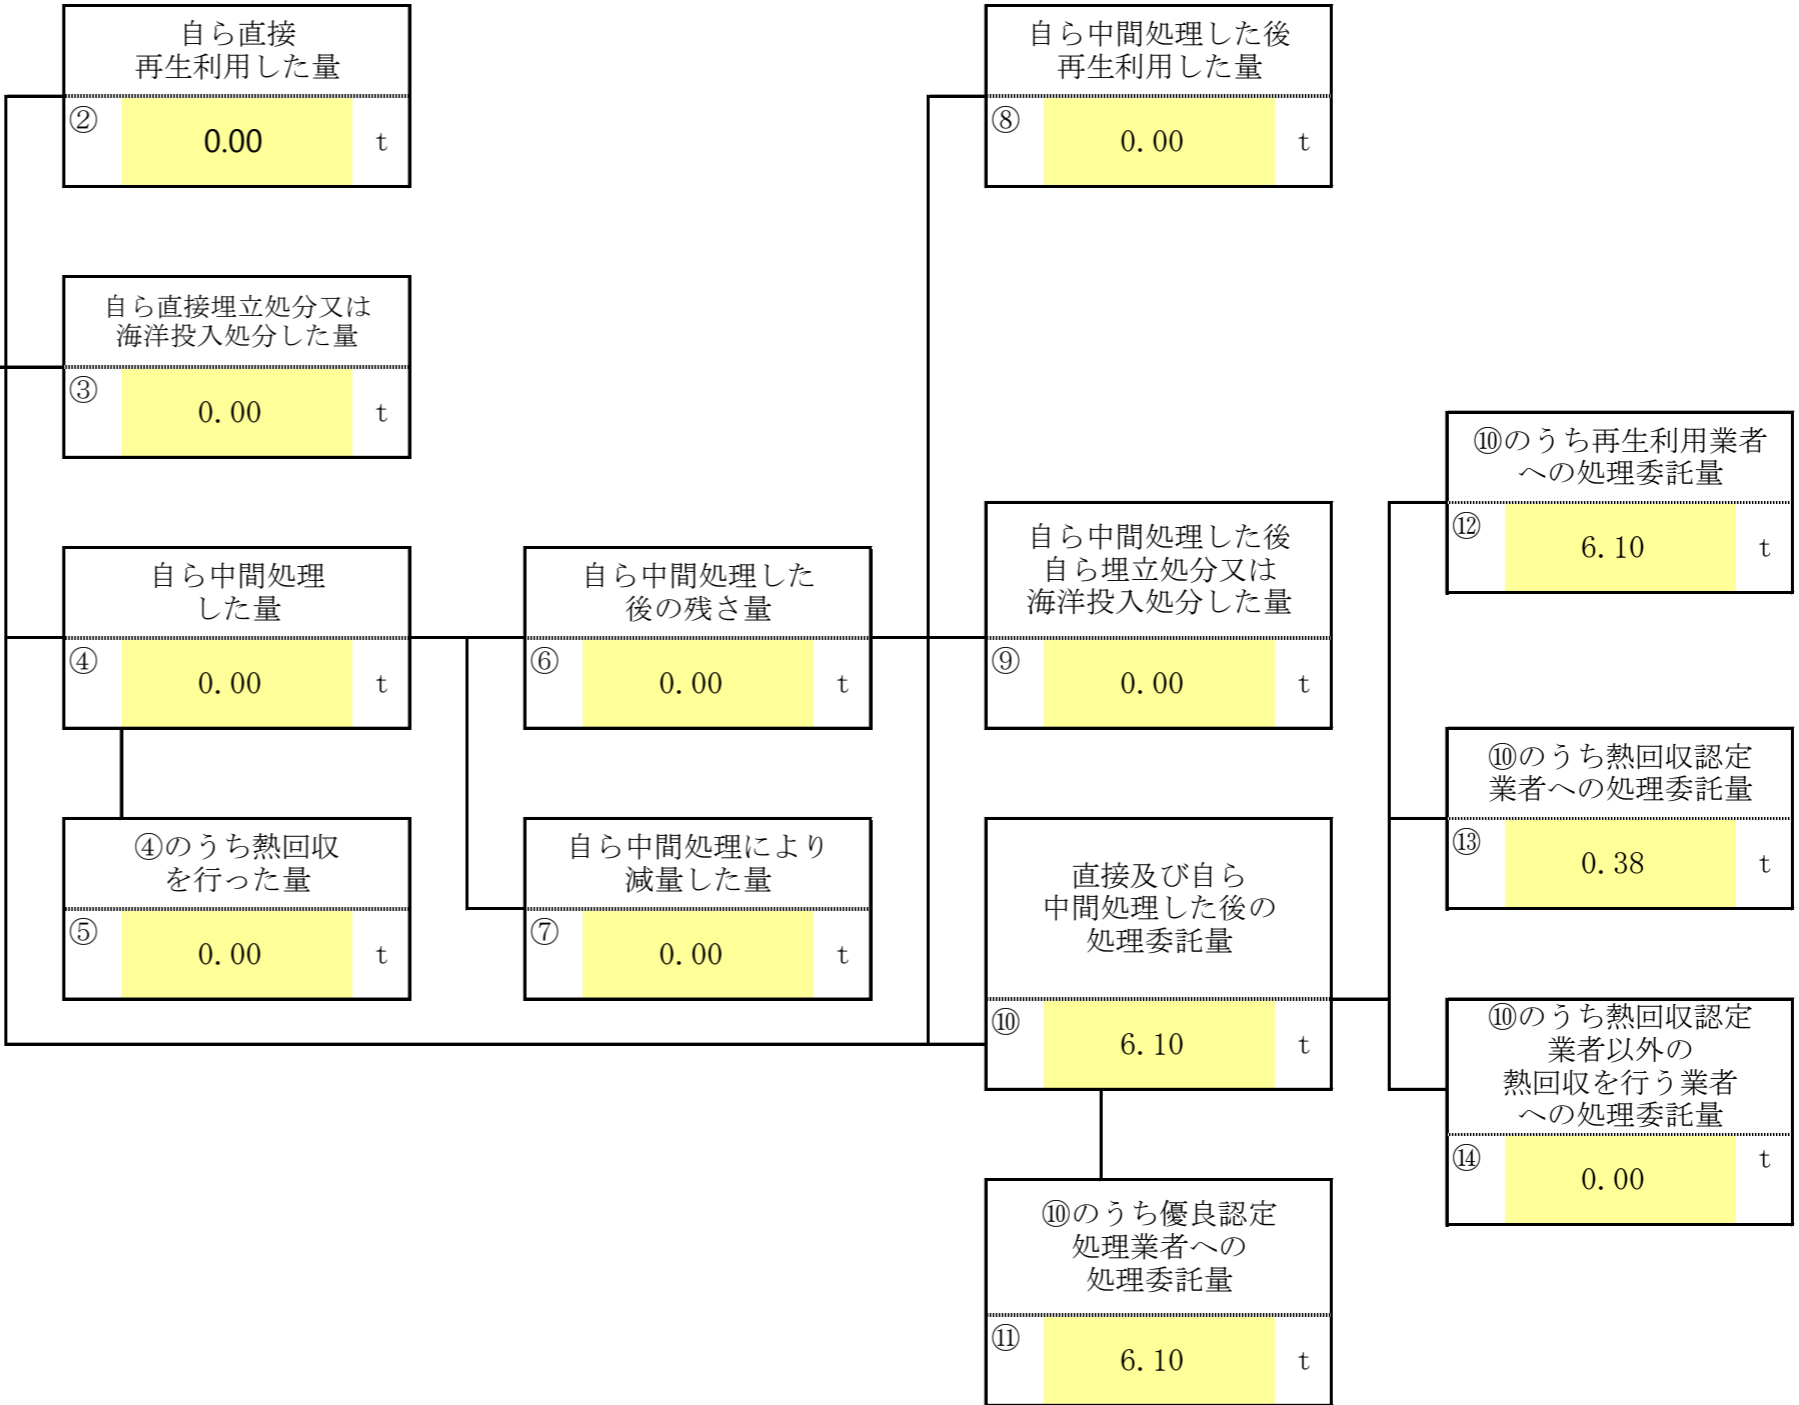 自ら直接
再生利用した量
② 0.00 t
自ら中間処理した後
再生利用した量
⑧ 0.00 t
自ら直接埋立処分又は
海洋投入処分した量
③ 0.00 t
⑩のうち再生利用業者
への処理委託量
⑫ 6.10 t
自ら中間処理
した量
④ 0.00 t
自ら中間処理した
後の残さ量
⑥ 0.00 t
自ら中間処理した後
自ら埋立処分又は
海洋投入処分した量
⑨ 0.00 t
⑩のうち熱回収認定
業者への処理委託量
⑬ 0.38 t
④のうち熱回収
を行った量
⑤ 0.00 t
自ら中間処理により
減量した量
⑦ 0.00 t
直接及び自ら
中間処理した後の
処理委託量
⑩ 6.10 t
⑩のうち熱回収認定
業者以外の
熱回収を行う業者
への処理委託量
⑭ 0.00 t
⑩のうち優良認定
処理業者への
処理委託量
⑪ 6.10 t